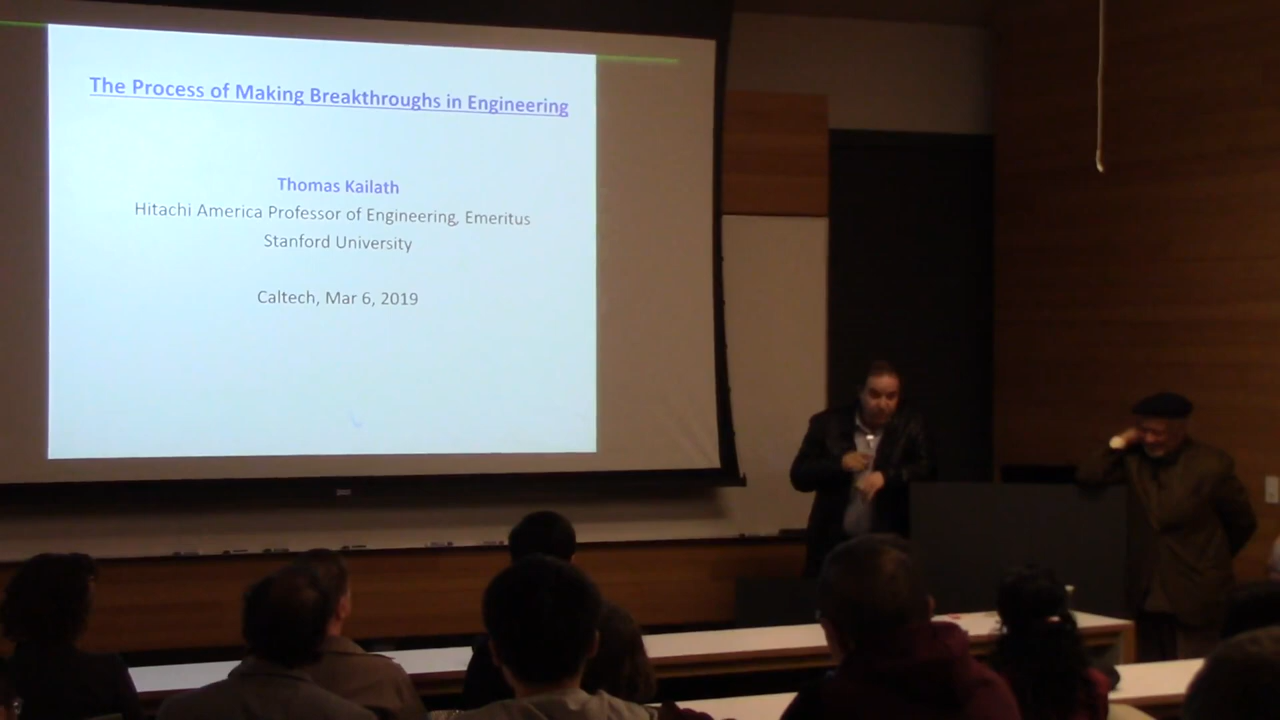 The Process of Making Breakthroughs in Engineering
Thomas Kailath
Hitachi America Professor of Engineering, Emeritus
Stanford University
Caltech, Mar 6, 2019